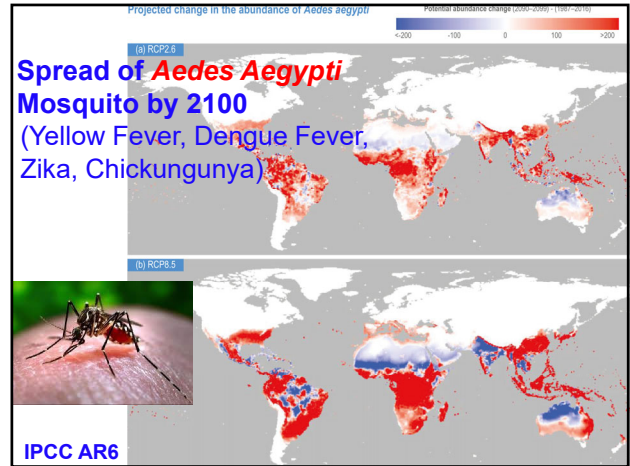 Projected change in the abundance of Aedes aegypti
Potential abundance change (2090–2099) - (1987–2016)
<-200 -100 0 100 >200
(a) RCP2.6
Spread of Aedes Aegypti
Mosquito by 2100
(Yellow Fever, Dengue Fever,
Zika, Chickungunya)
(b) RCP8.5
IPCC AR6